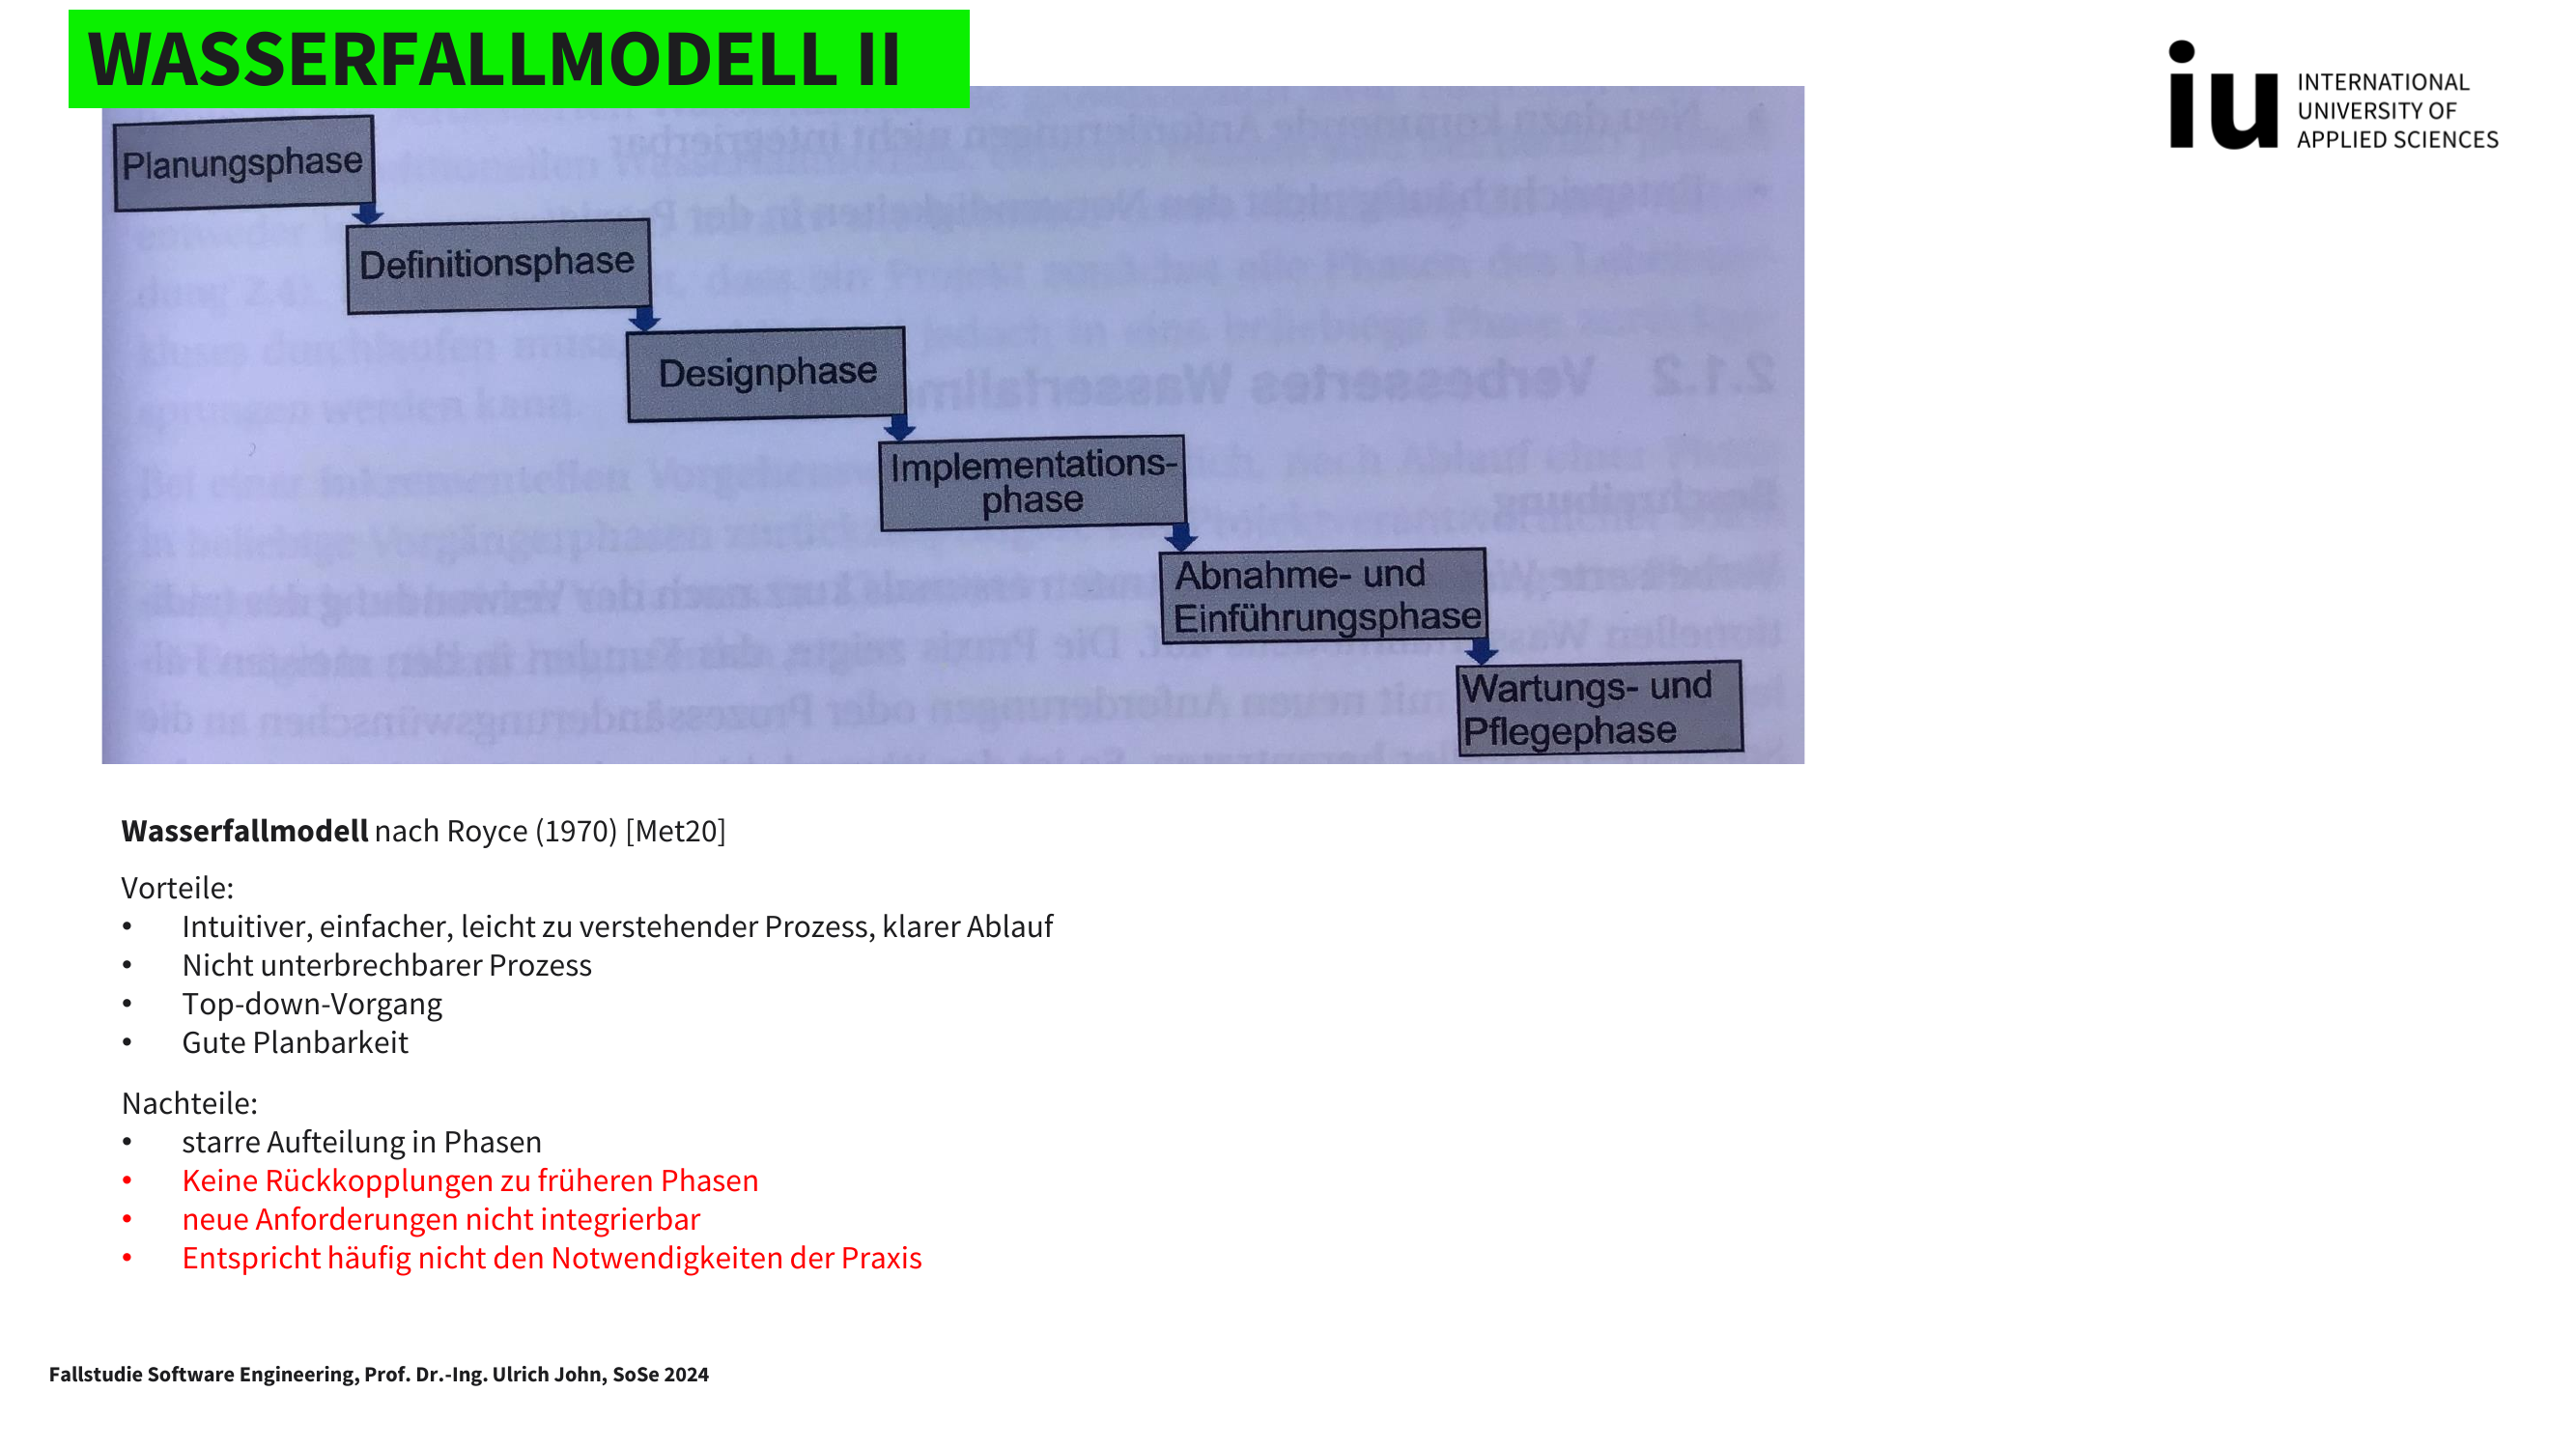 WASSERFALLMODELL II
iu INTERNATIONAL
UNIVERSITY OF
APPLIED SCIENCES
Planungsphase
Definitionsphase
Designphase
Implementations-
phase
Abnahme- und
Einführungsphase
Wartungs- und
Pflegephase
Wasserfallmodell nach Royce (1970) [Met20]
Vorteile:
• Intuitiver, einfacher, leicht zu verstehender Prozess, klarer Ablauf
• Nicht unterbrechbarer Prozess
• Top-down-Vorgang
• Gute Planbarkeit
Nachteile:
• starre Aufteilung in Phasen
• Keine Rückkopplungen zu früheren Phasen
• neue Anforderungen nicht integrierbar
• Entspricht häufig nicht den Notwendigkeiten der Praxis
Fallstudie Software Engineering, Prof. Dr.-Ing. Ulrich John, SoSe 2024